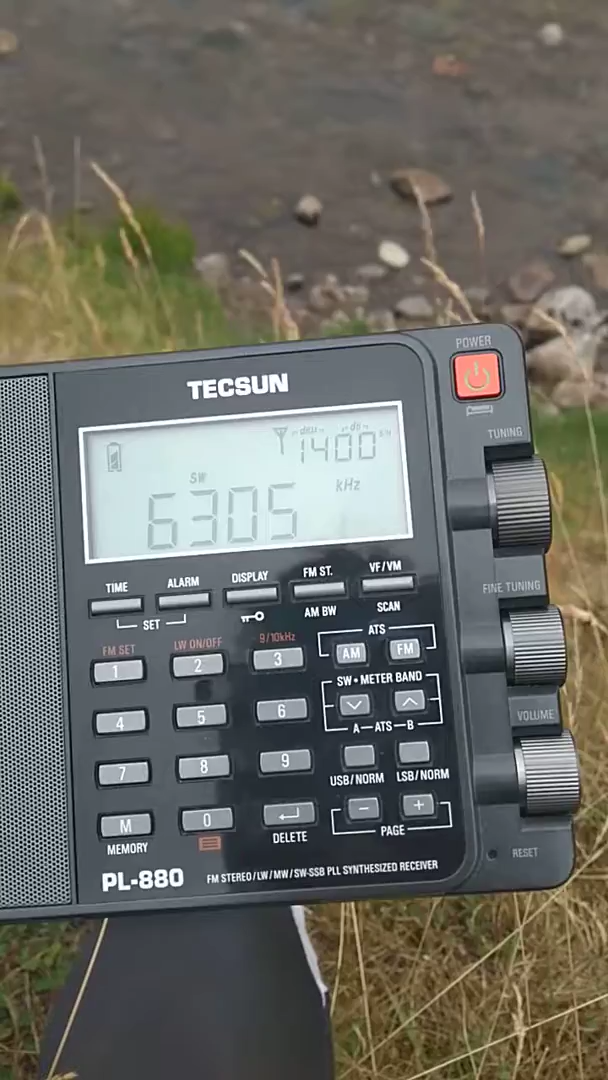 POWER
TECSUN
TUNING
dBμ dB
1400 S/N
SW
6305 kHz
TIME ALARM DISPLAY FM ST. VF/VM
SET AM BW SCAN
FINE TUNING
FM SET LW ON/OFF 9/10kHz ATS
1 2 3 AM FM
SW•METER BAND
4 5 6
A—ATS—B
VOLUME
7 8 9
USB/NORM LSB/NORM
M 0 − +
MEMORY DELETE PAGE
RESET
PL-880 FM STEREO/LW/MW/SW-SSB PLL SYNTHESIZED RECEIVER